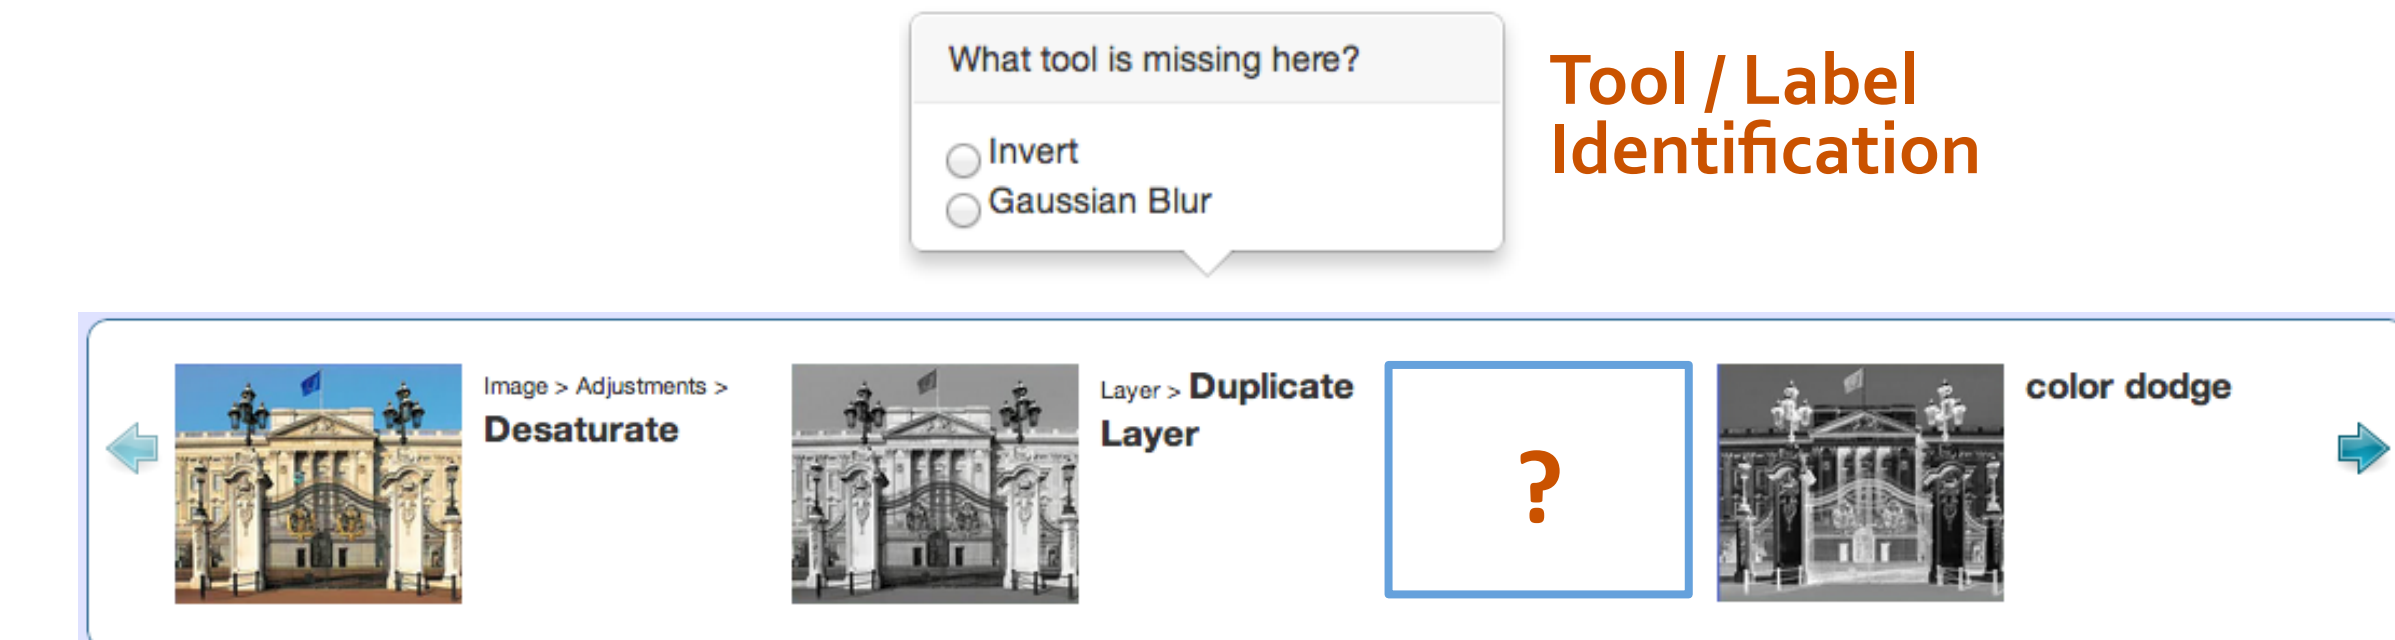 What tool is missing here?
Invert
Gaussian Blur
Tool / Label
Identification
Image > Adjustments >
Desaturate
Layer > Duplicate
Layer
?
color dodge